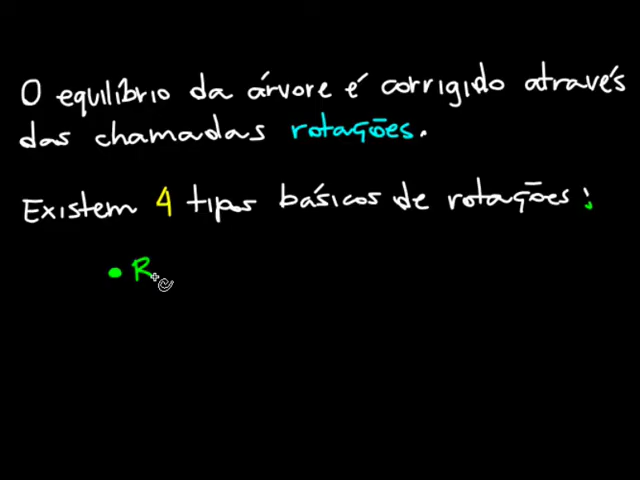 O equilíbrio da árvore é corrigido através
das chamadas rotações.
Existem 4 tipos básicos de rotações:
• R